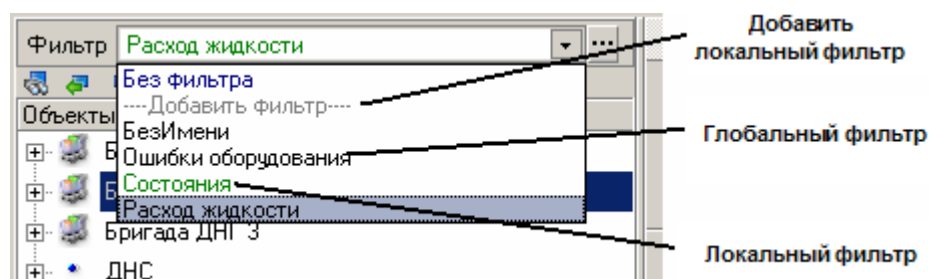 Фильтр Расход жидкости ...
Добавить
локальный фильтр
Без фильтра
----Добавить фильтр----
Объекты
БезИмени
Ошибки оборудования
Глобальный фильтр
Состояния
Расход жидкости
Бригада ДНГ 3
Локальный фильтр
ДНС